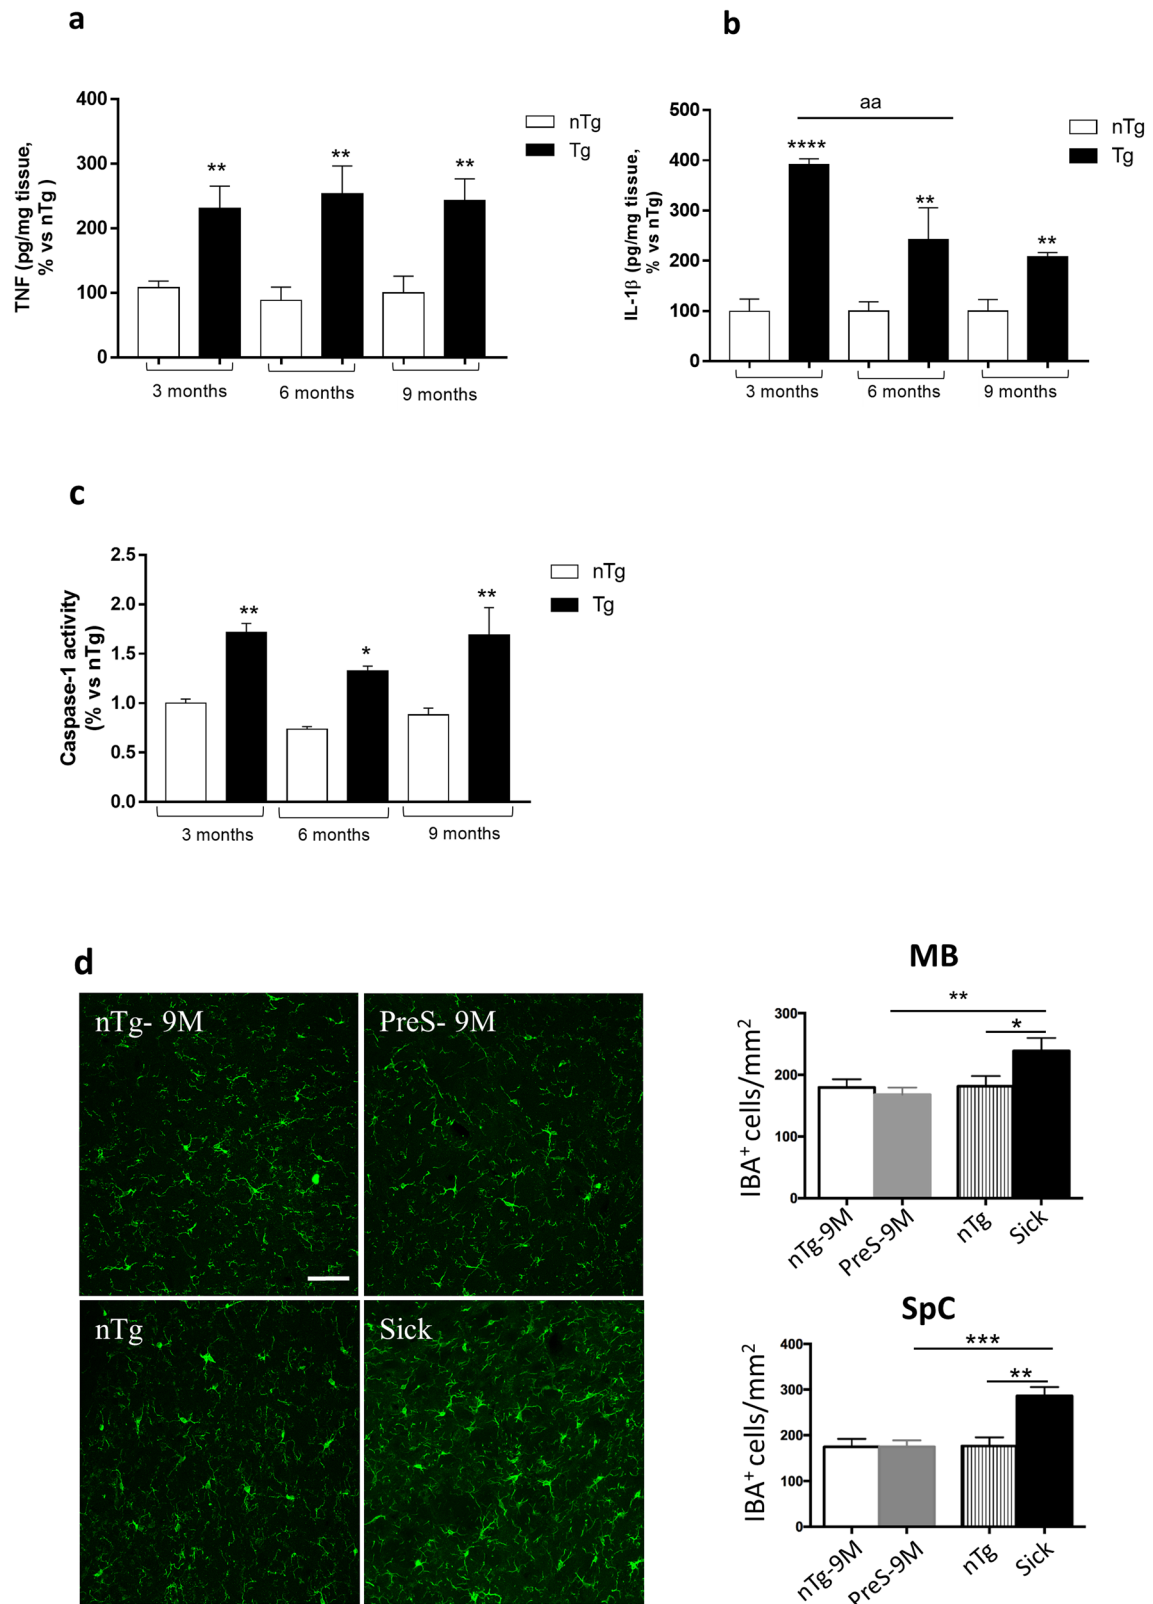 a
TNF (pg/mg tissue,
% vs nTg )
400
300
200
100
0
**
**
**
nTg
Tg
3 months
6 months
9 months
b
IL-1β (pg/mg tissue,
% vs nTg)
500
400
300
200
100
0
aa
****
**
**
nTg
Tg
3 months
6 months
9 months
c
Caspase-1 activity
(% vs nTg)
2.5
2.0
1.5
1.0
0.5
0.0
**
*
**
nTg
Tg
3 months
6 months
9 months
d
nTg- 9M
PreS- 9M
nTg
Sick
MB
IBA+ cells/mm2
300
200
100
0
**
*
nTg-9M
PreS-9M
nTg
Sick
SpC
IBA+ cells/mm2
400
300
200
100
0
***
**
nTg-9M
PreS-9M
nTg
Sick